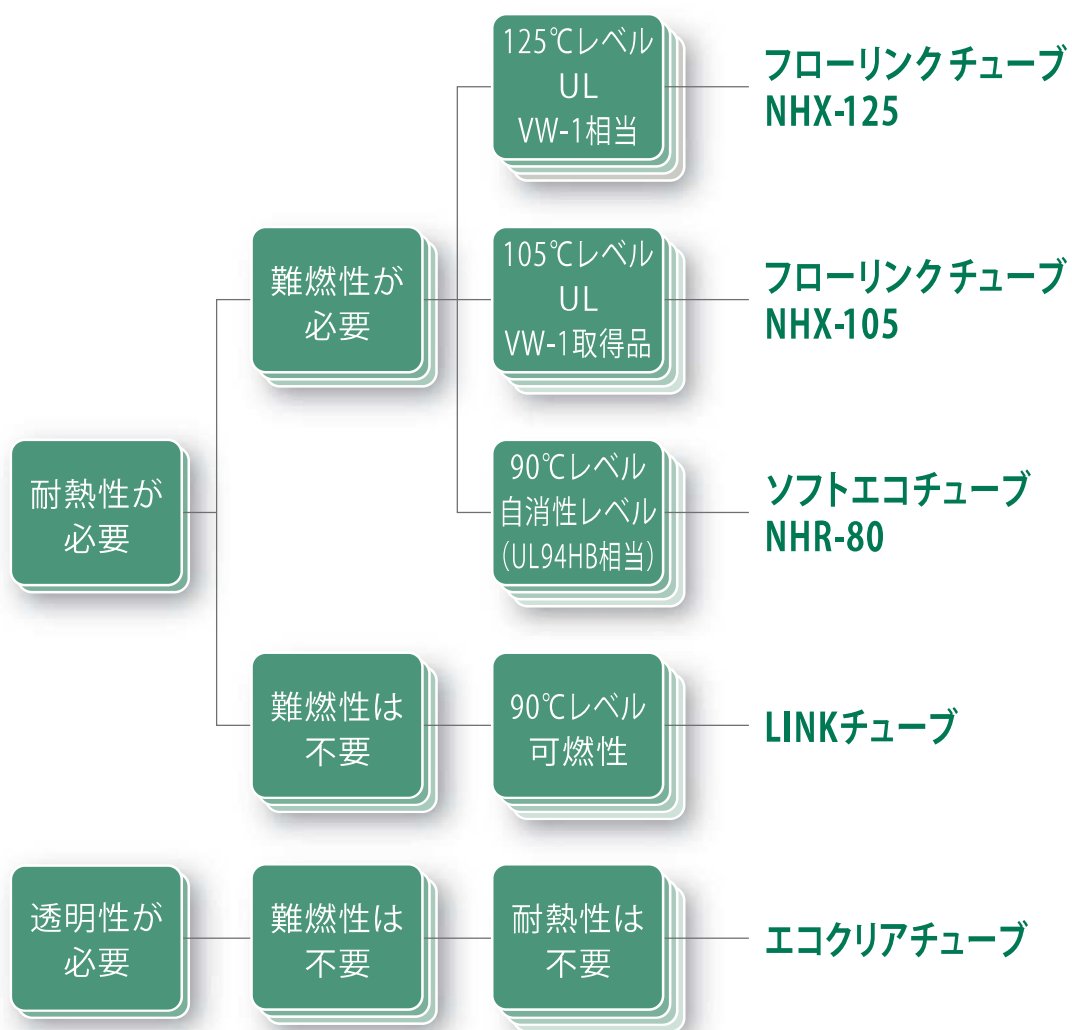 125℃レベル
UL
VW-1相当
フローリンクチューブ
NHX-125
難燃性が
必要
105℃レベル
UL
VW-1取得品
フローリンクチューブ
NHX-105
耐熱性が
必要
90℃レベル
自消性レベル
(UL94HB相当)
ソフトエコチューブ
NHR-80
難燃性は
不要
90℃レベル
可燃性
LINKチューブ
透明性が
必要
難燃性は
不要
耐熱性は
不要
エコクリアチューブ